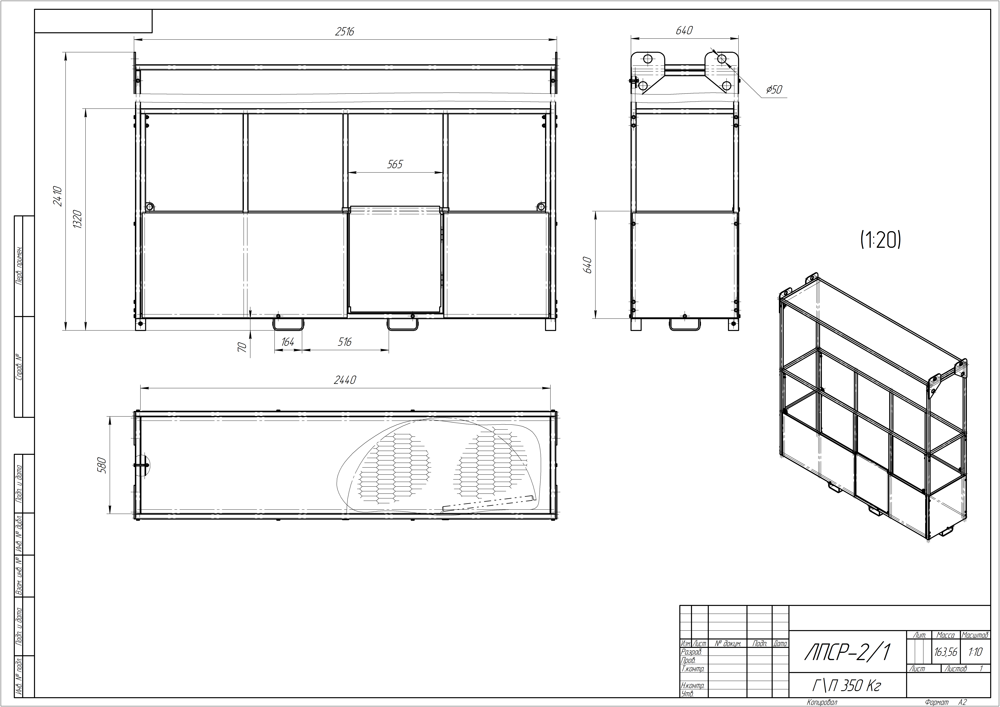 2516
640
⌀50
565
2410
1320
640
(1:20)
164
516
70
2440
580
Перв. примен.
Справ. №
Подп. и дата
Инв. № дубл.
Взам. инв. №
Подп. и дата
Инв. № подл.
Изм. Лист № докум. Подп. Дата
Разраб.
Пров.
Т.контр.
Н.контр.
Утв.
ЛПСР-2/1
Г\П 350 Кг
Лит. Масса Масштаб
163,56 1:10
Лист Листов 1
Копировал Формат А2